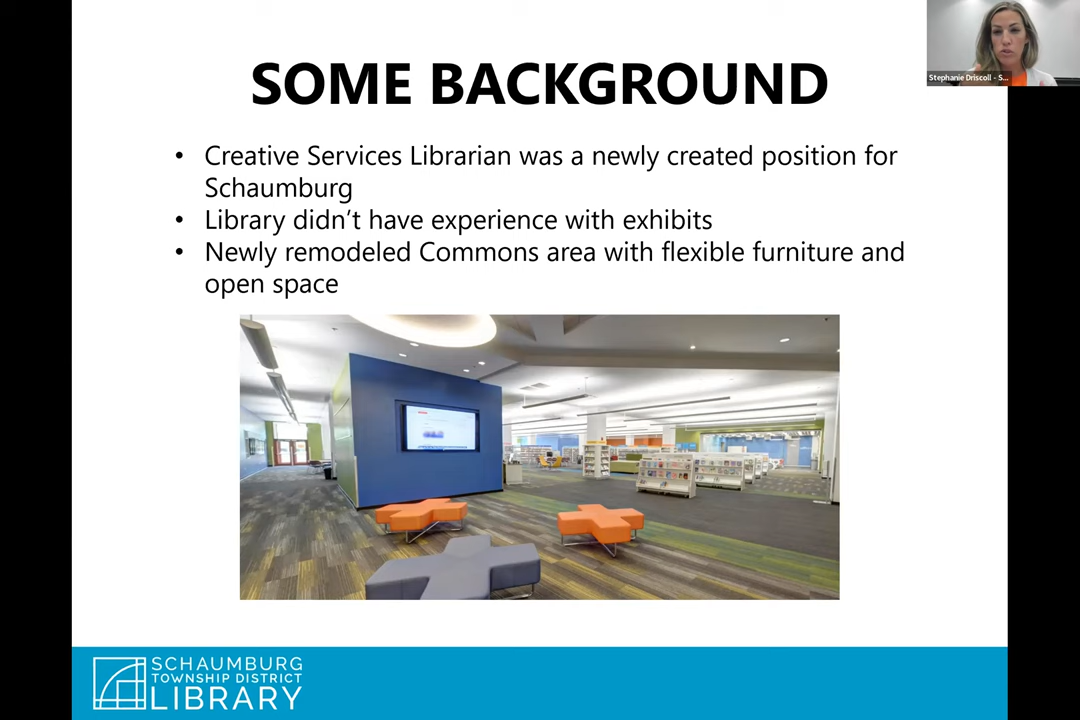 Stephanie Driscoll - S...
SOME BACKGROUND
• Creative Services Librarian was a newly created position for
Schaumburg
• Library didn’t have experience with exhibits
• Newly remodeled Commons area with flexible furniture and
open space
SCHAUMBURG
TOWNSHIP DISTRICT
LIBRARY